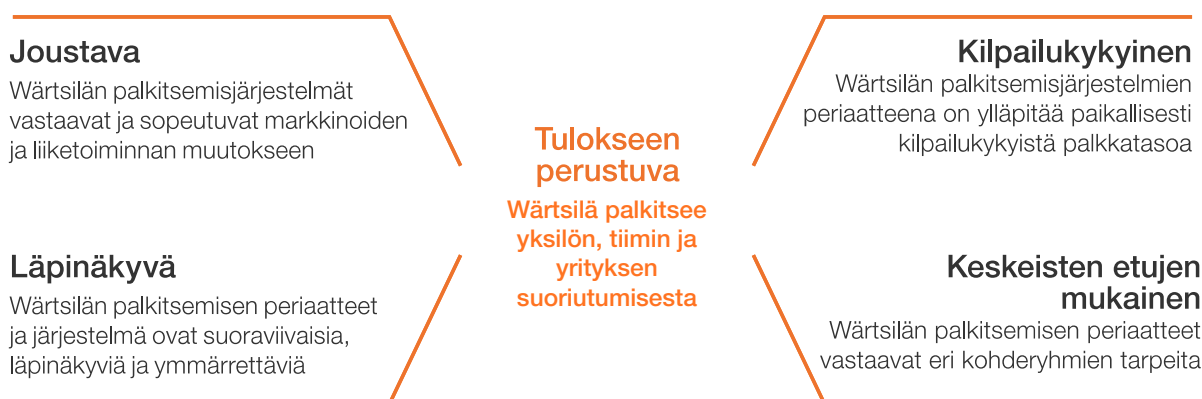 Joustava
Wärtsilän palkitsemisjärjestelmät
vastaavat ja sopeutuvat markkinoiden
ja liiketoiminnan muutokseen
Kilpailukykyinen
Wärtsilän palkitsemisjärjestelmien
periaatteena on ylläpitää paikallisesti
kilpailukykyistä palkkatasoa
Tulokseen
perustuva
Wärtsilä palkitsee
yksilön, tiimin ja
yrityksen
suoriutumisesta
Läpinäkyvä
Wärtsilän palkitsemisen periaatteet
ja järjestelmä ovat suoraviivaisia,
läpinäkyviä ja ymmärrettäviä
Keskeisten etujen
mukainen
Wärtsilän palkitsemisen periaatteet
vastaavat eri kohderyhmien tarpeita